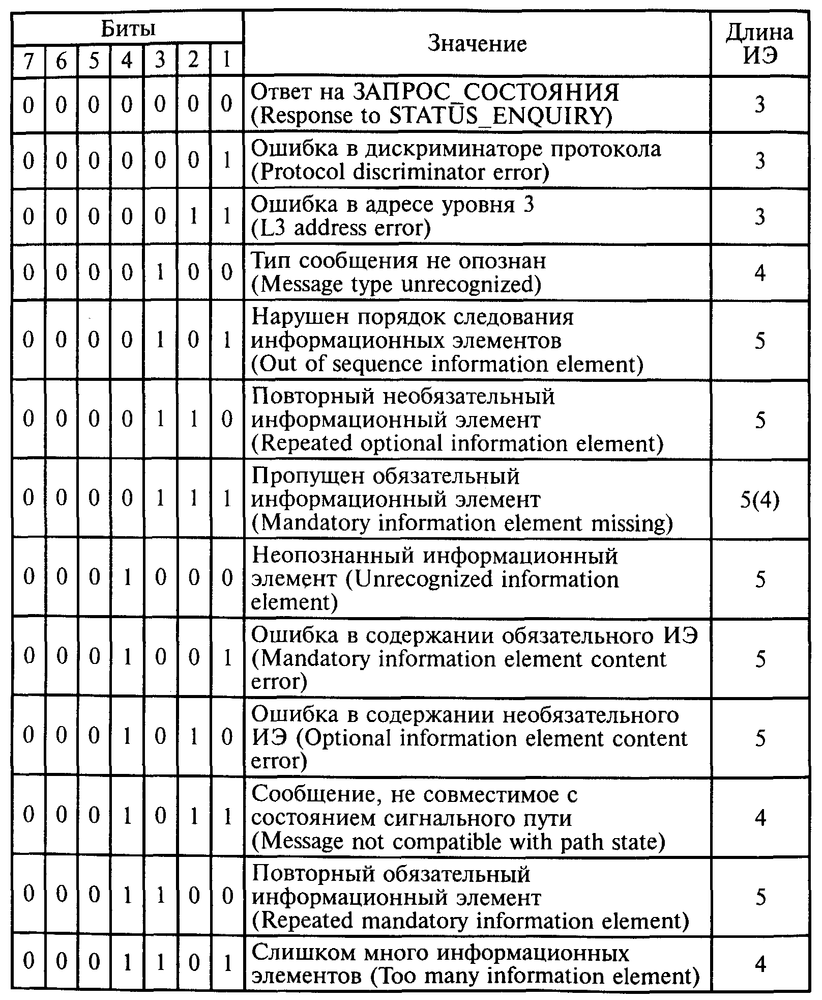 Биты Значение Длина ИЭ
7 6 5 4 3 2 1
0 0 0 0 0 0 0 Ответ на ЗАПРОС_СОСТОЯНИЯ 3
(Response to STATUS_ENQUIRY)
0 0 0 0 0 0 1 Ошибка в дискриминаторе протокола 3
(Protocol discriminator error)
0 0 0 0 0 1 1 Ошибка в адресе уровня 3 3
(L3 address error)
0 0 0 0 1 0 0 Тип сообщения не опознан 4
(Message type unrecognized)
0 0 0 0 1 0 1 Нарушен порядок следования 5
информационных элементов
(Out of sequence information element)
0 0 0 0 1 1 0 Повторный необязательный 5
информационный элемент
(Repeated optional information element)
0 0 0 0 1 1 1 Пропущен обязательный 5(4)
информационный элемент
(Mandatory information element missing)
0 0 0 1 0 0 0 Неопознанный информационный 5
элемент (Unrecognized information
element)
0 0 0 1 0 0 1 Ошибка в содержании обязательного ИЭ 5
(Mandatory information element content
error)
0 0 0 1 0 1 0 Ошибка в содержании необязательного 5
ИЭ (Optional information element content
error)
0 0 0 1 0 1 1 Сообщение, не совместимое с 4
состоянием сигнального пути
(Message not compatible with path state)
0 0 0 1 1 0 0 Повторный обязательный 5
информационный элемент
(Repeated mandatory information element)
0 0 0 1 1 0 1 Слишком много информационных 4
элементов (Too many information element)